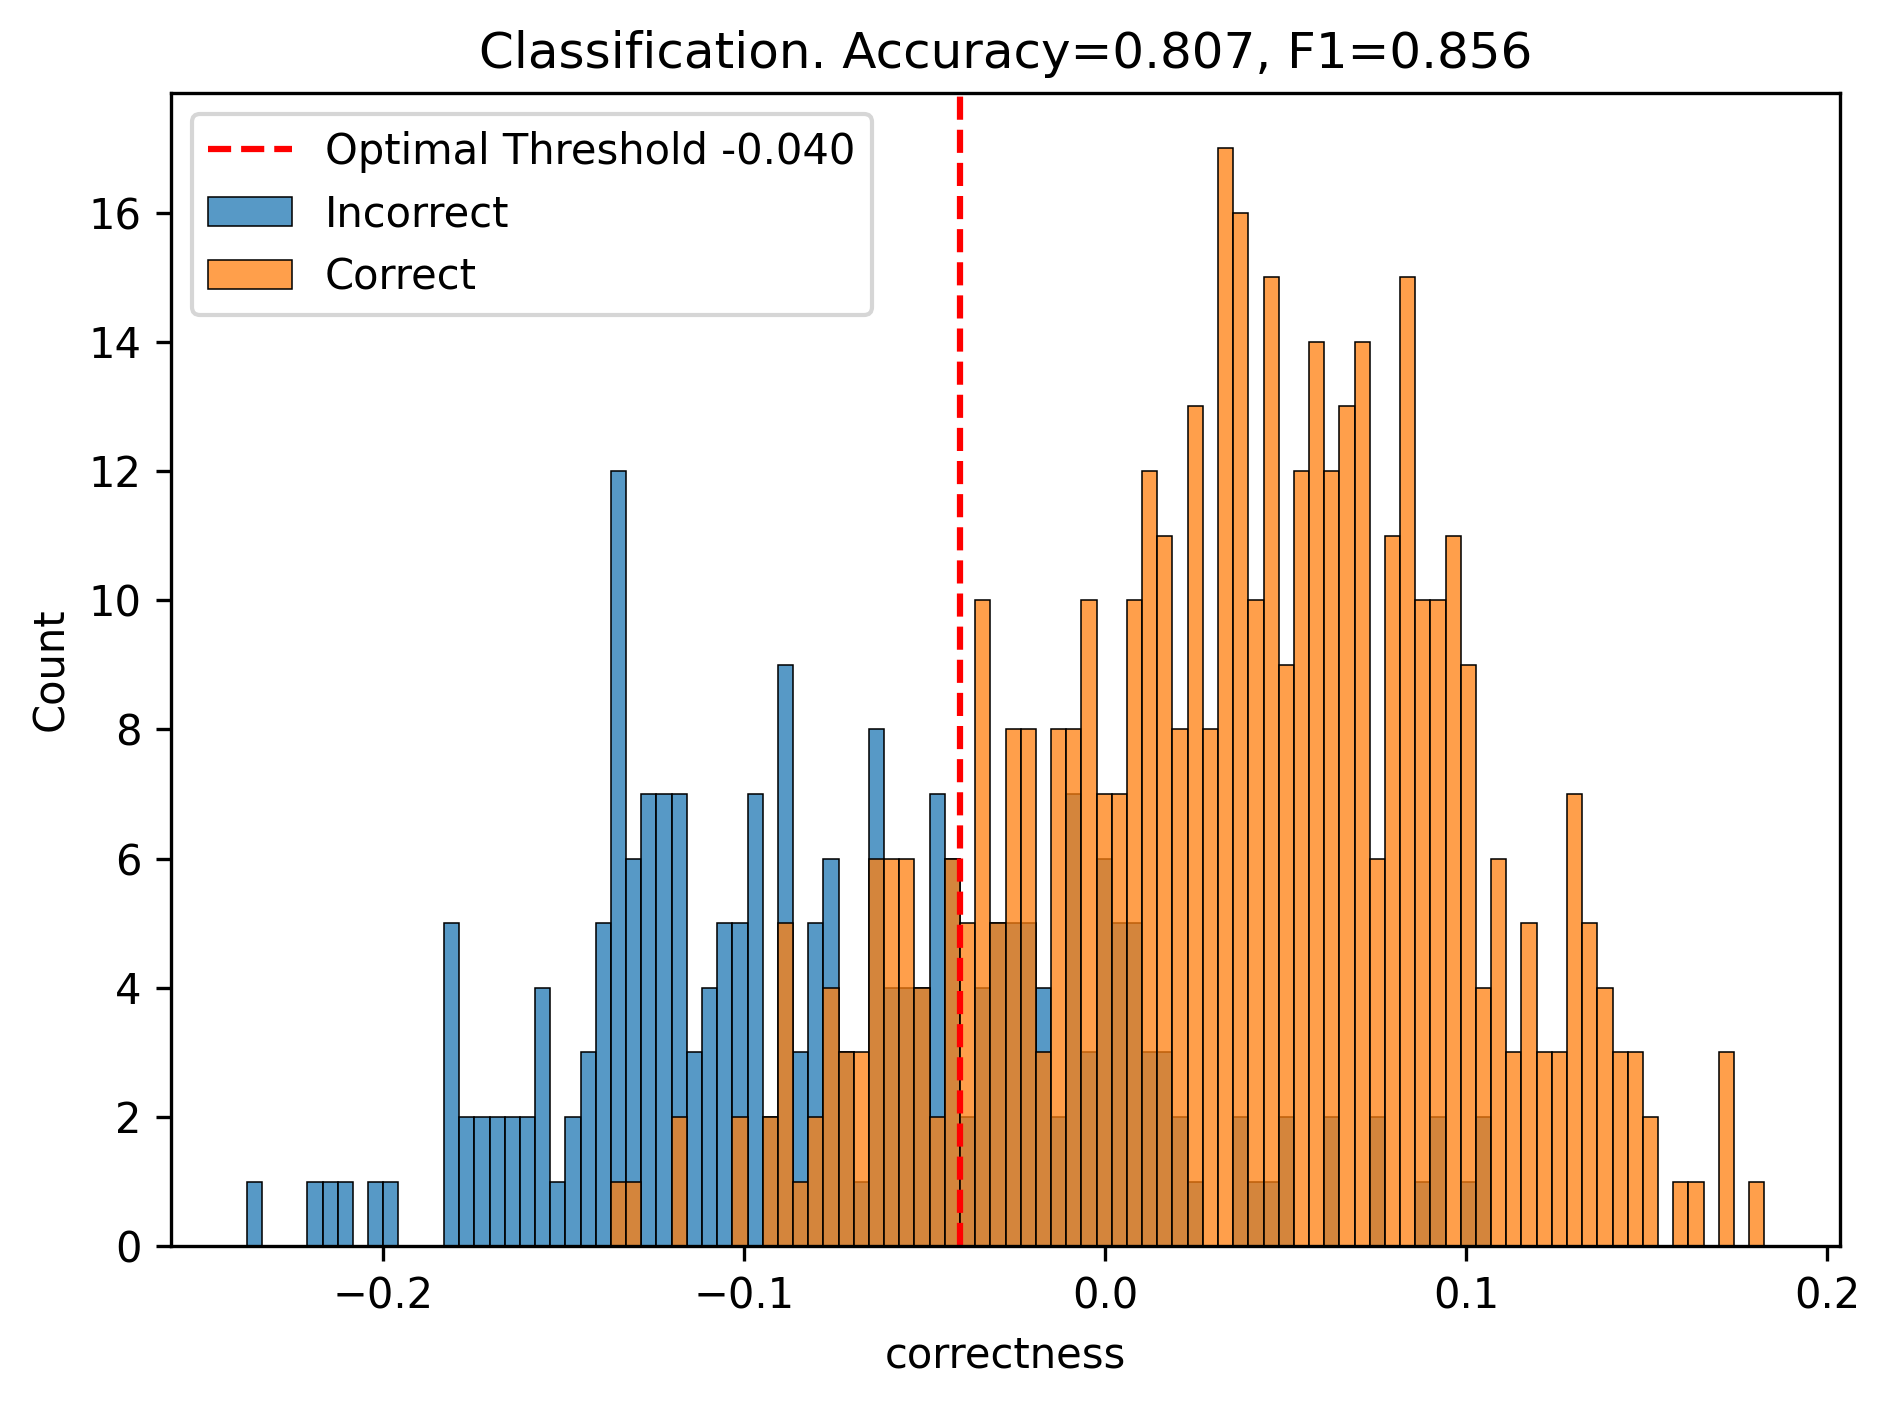 Classification. Accuracy=0.807, F1=0.856
Optimal Threshold -0.040
Incorrect
Correct
16
14
12
10
8
6
4
2
0
Count
−0.2
−0.1
0.0
0.1
0.2
correctness